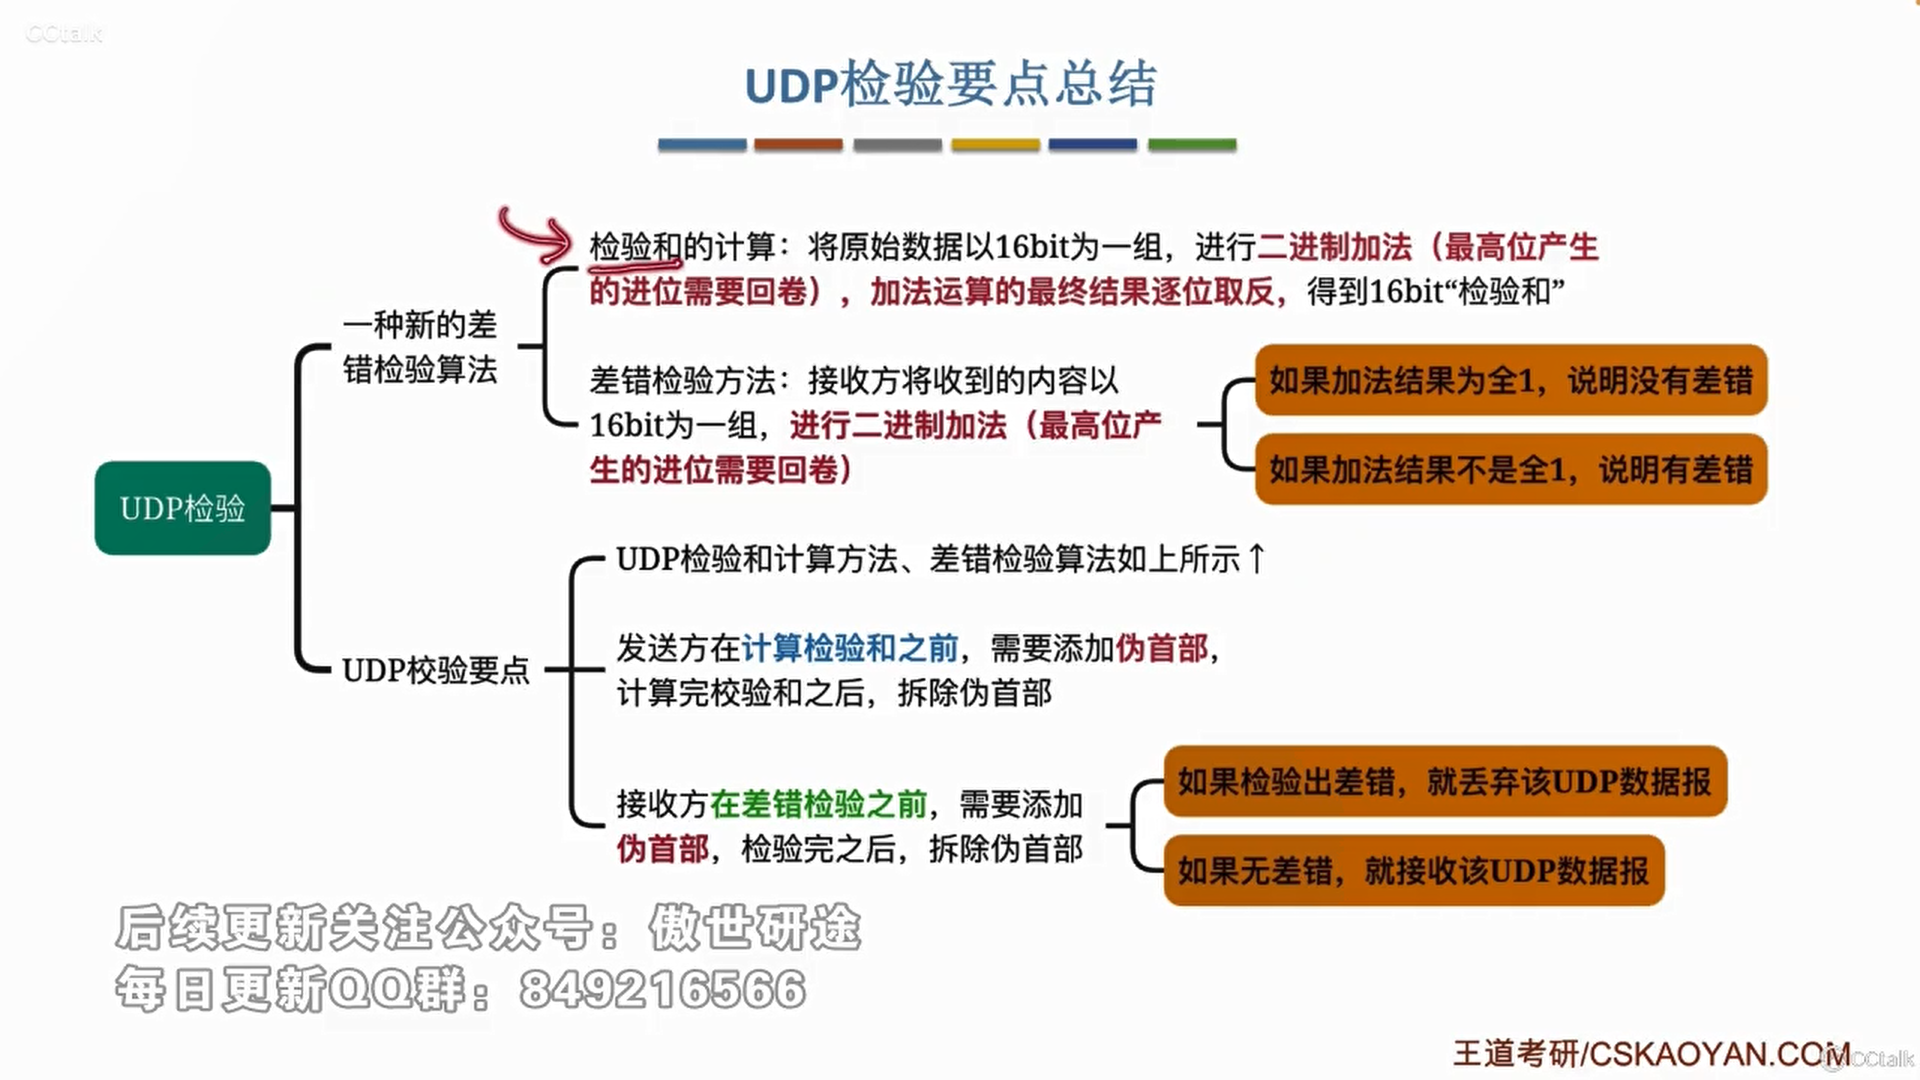 CCtalk
UDP检验要点总结
检验和的计算：将原始数据以16bit为一组，进行二进制加法（最高位产生
的进位需要回卷），加法运算的最终结果逐位取反，得到16bit“检验和”
一种新的差
错检验算法
差错检验方法：接收方将收到的内容以
16bit为一组，进行二进制加法（最高位产
生的进位需要回卷）
如果加法结果为全1，说明没有差错
如果加法结果不是全1，说明有差错
UDP检验
UDP检验和计算方法、差错检验算法如上所示↑
发送方在计算检验和之前，需要添加伪首部，
计算完校验和之后，拆除伪首部
UDP校验要点
接收方在差错检验之前，需要添加
伪首部，检验完之后，拆除伪首部
如果检验出差错，就丢弃该UDP数据报
如果无差错，就接收该UDP数据报
后续更新关注公众号：傲世研途
每日更新QQ群：849216566
王道考研/CSKAOYAN.COM
CCtalk